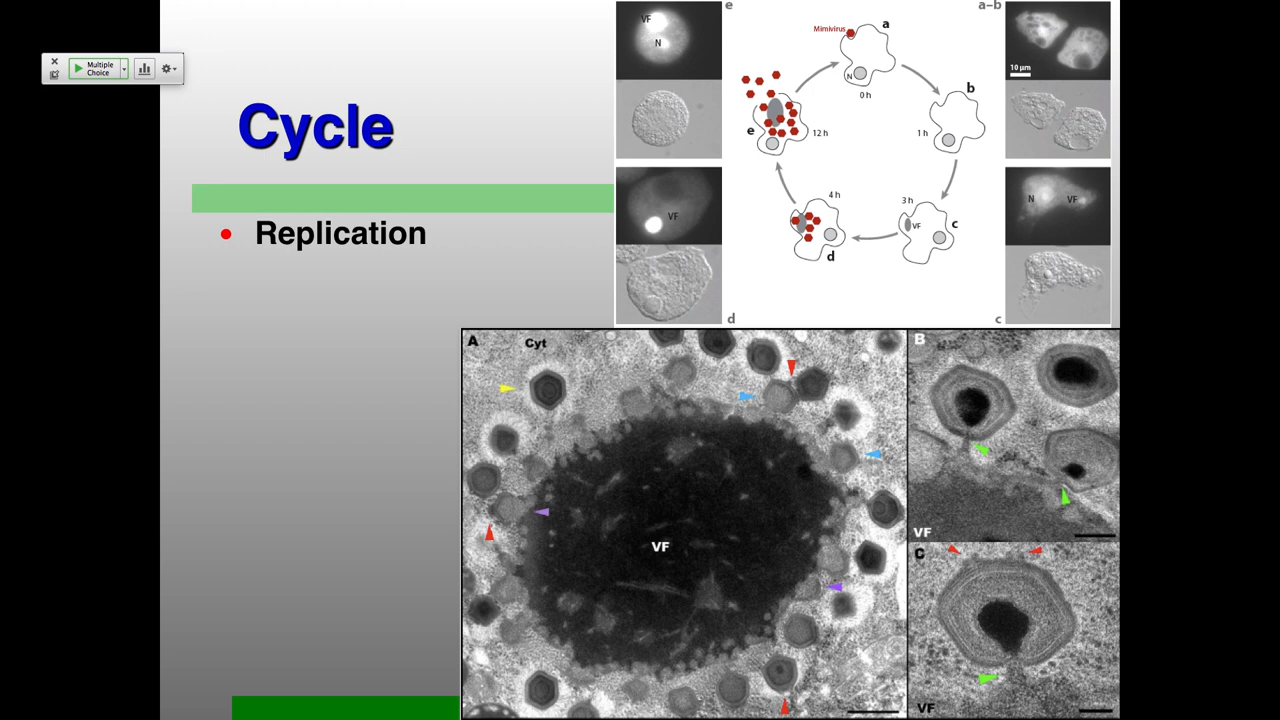 Multiple
Choice
Cycle
• Replication
e
a–b
VF
N
Mimivirus
a
N
0 h
10 µm
b
1 h
e
12 h
4 h
3 h
VF
c
d
VF
N
VF
d
c
A
Cyt
VF
B
VF
C
VF